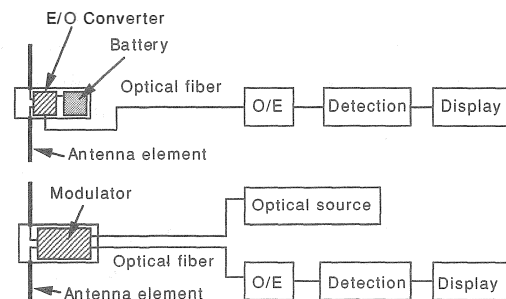 E/O Converter
Battery
Optical fiber
O/E
Detection
Display
Antenna element
Modulator
Optical source
Optical fiber
O/E
Detection
Display
Antenna element